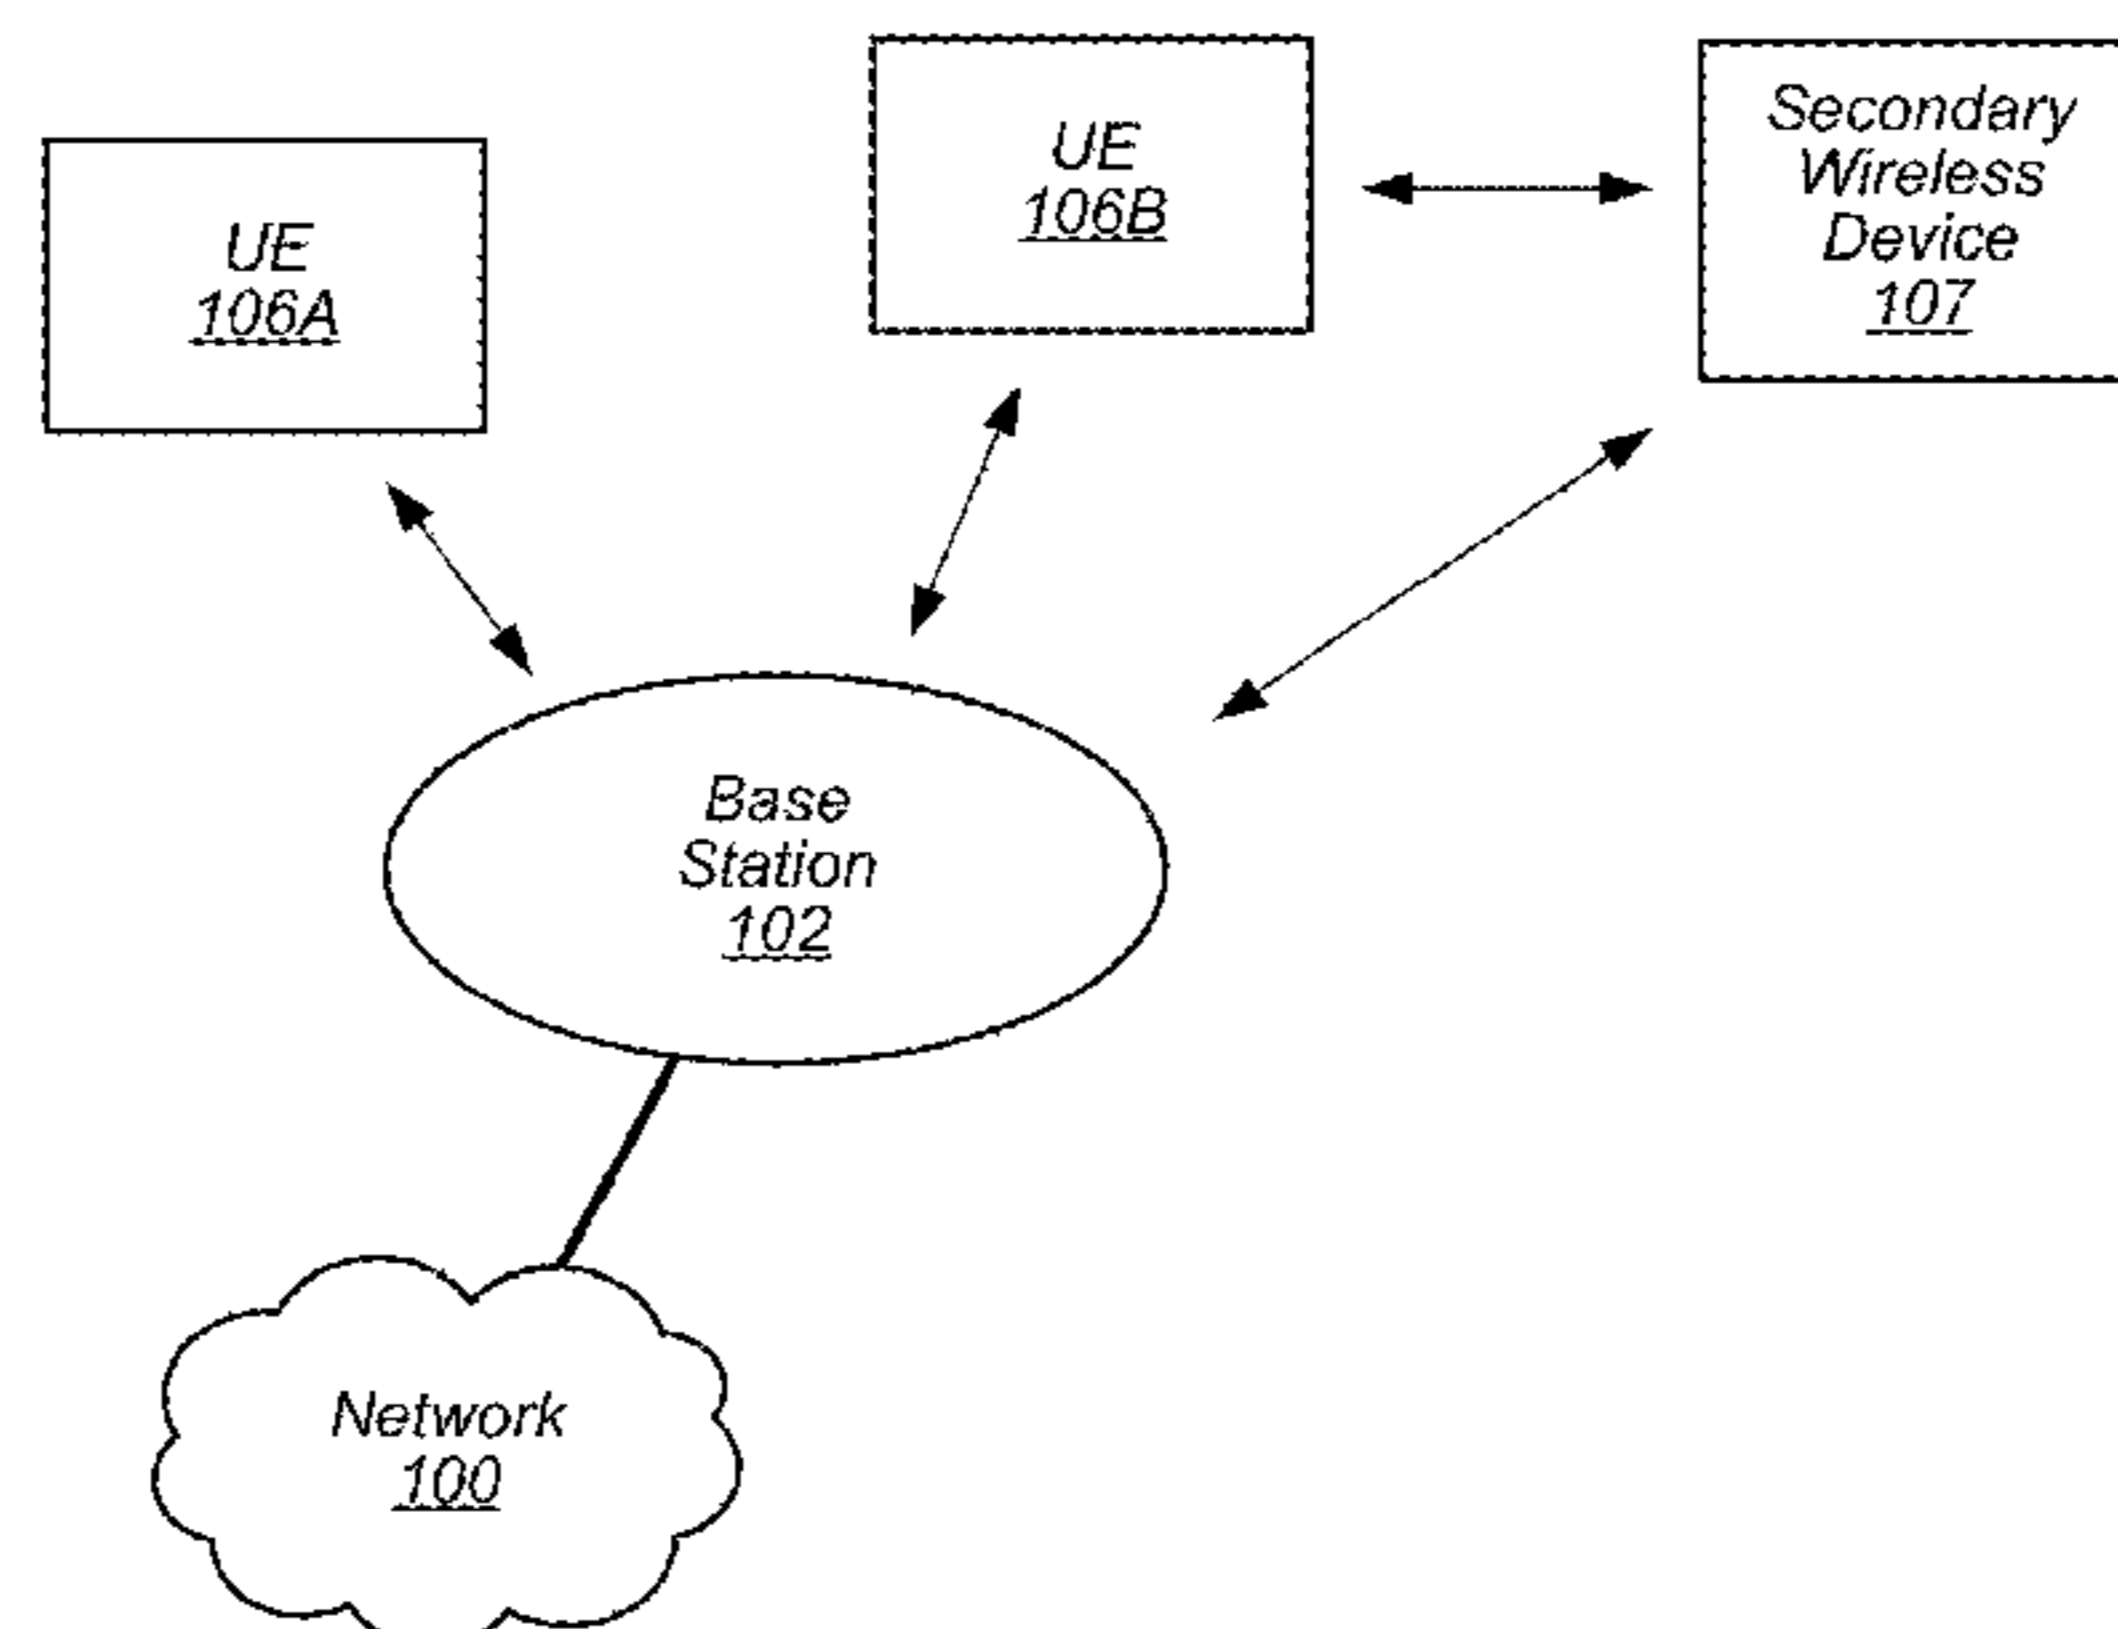 UE
106A
UE
106B
Secondary
Wireless
Device
107
Base
Station
102
Network
100